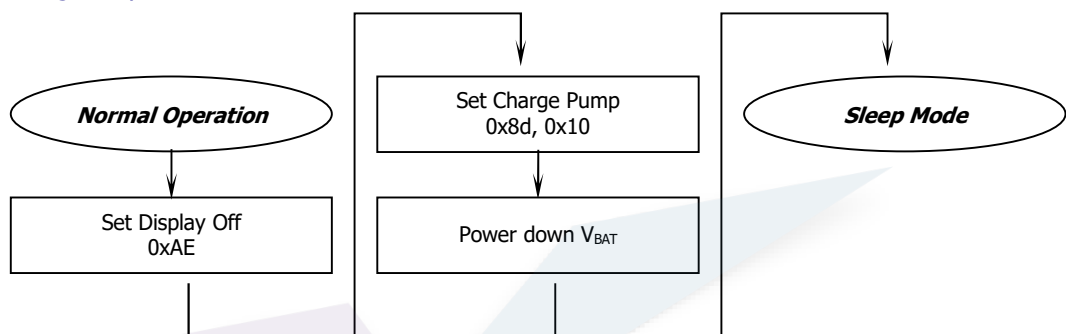 Normal Operation
Set Display Off
0xAE
Set Charge Pump
0x8d, 0x10
Power down VBAT
Sleep Mode